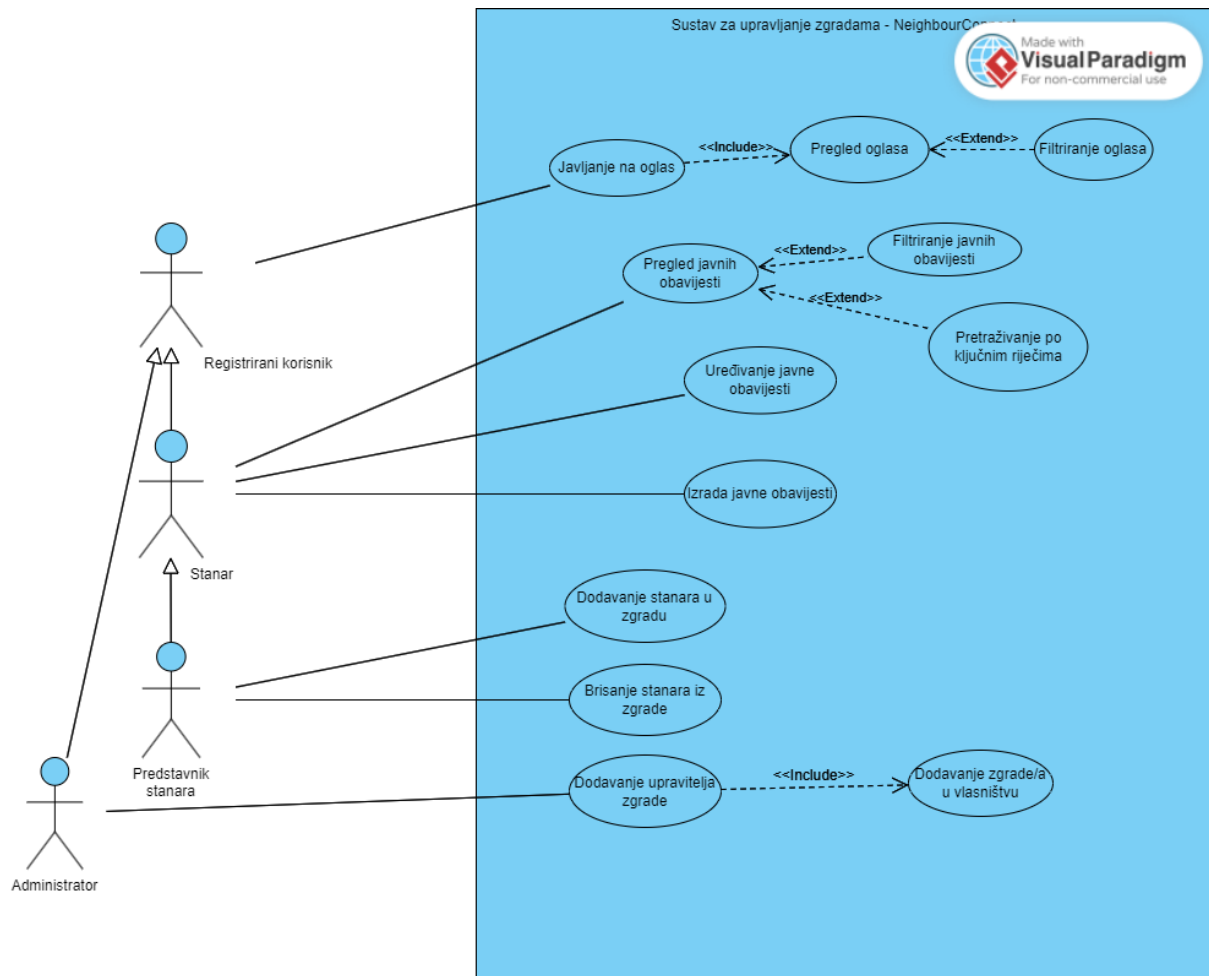 Sustav za upravljanje zgradama -
Made with
VisualParadigm
For non-commercial use
Javljanje na oglas
<<Include>>
Pregled oglasa
<<Extend>>
Filtriranje oglasa
Pregled javnih
obavijesti
<<Extend>>
Filtriranje javnih
obavijesti
<<Extend>>
Pretraživanje po
ključnim riječima
Registrirani korisnik
Uređivanje javne
obavijesti
Izrada javne obavijesti
Stanar
Dodavanje stanara u
zgradu
Brisanje stanara iz
zgrade
Predstavnik
stanara
Dodavanje upravitelja
zgrade
<<Include>>
Dodavanje zgrade/a
u vlasništvu
Administrator